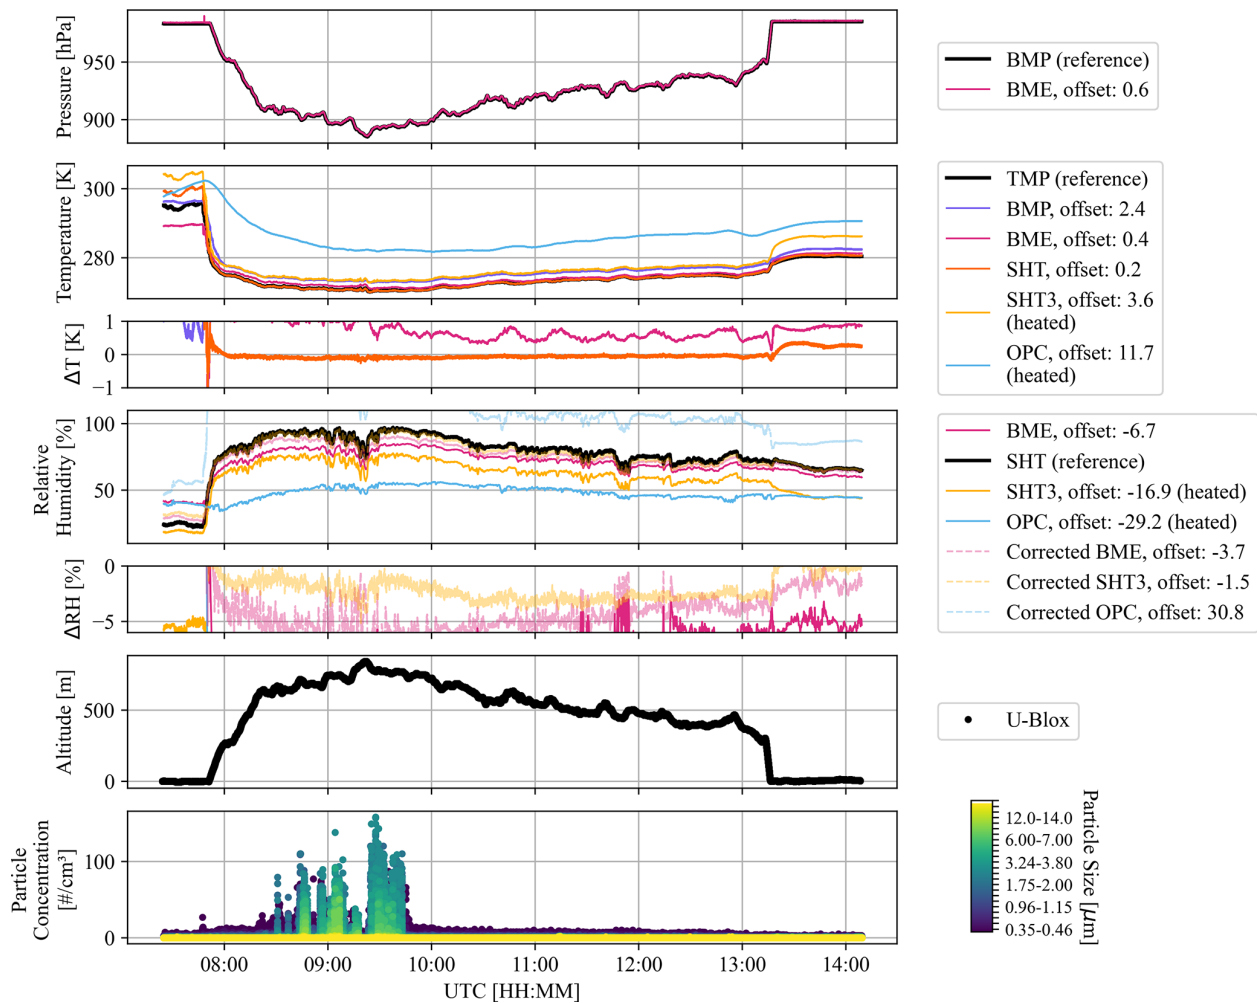 Pressure [hPa]
950
900
BMP (reference)
BME, offset: 0.6
Temperature [K]
300
280
TMP (reference)
BMP, offset: 2.4
BME, offset: 0.4
SHT, offset: 0.2
SHT3, offset: 3.6
(heated)
OPC, offset: 11.7
(heated)
ΔT [K]
1
0
−1
Relative
Humidity [%]
100
50
BME, offset: -6.7
SHT (reference)
SHT3, offset: -16.9 (heated)
OPC, offset: -29.2 (heated)
Corrected BME, offset: -3.7
Corrected SHT3, offset: -1.5
Corrected OPC, offset: 30.8
ΔRH [%]
0
−5
Altitude [m]
500
0
U-Blox
Particle
Concentration
[#/cm³]
100
0
12.0-14.0
6.00-7.00
3.24-3.80
1.75-2.00
0.96-1.15
0.35-0.46
Particle Size [μm]
08:00
09:00
10:00
11:00
12:00
13:00
14:00
UTC [HH:MM]